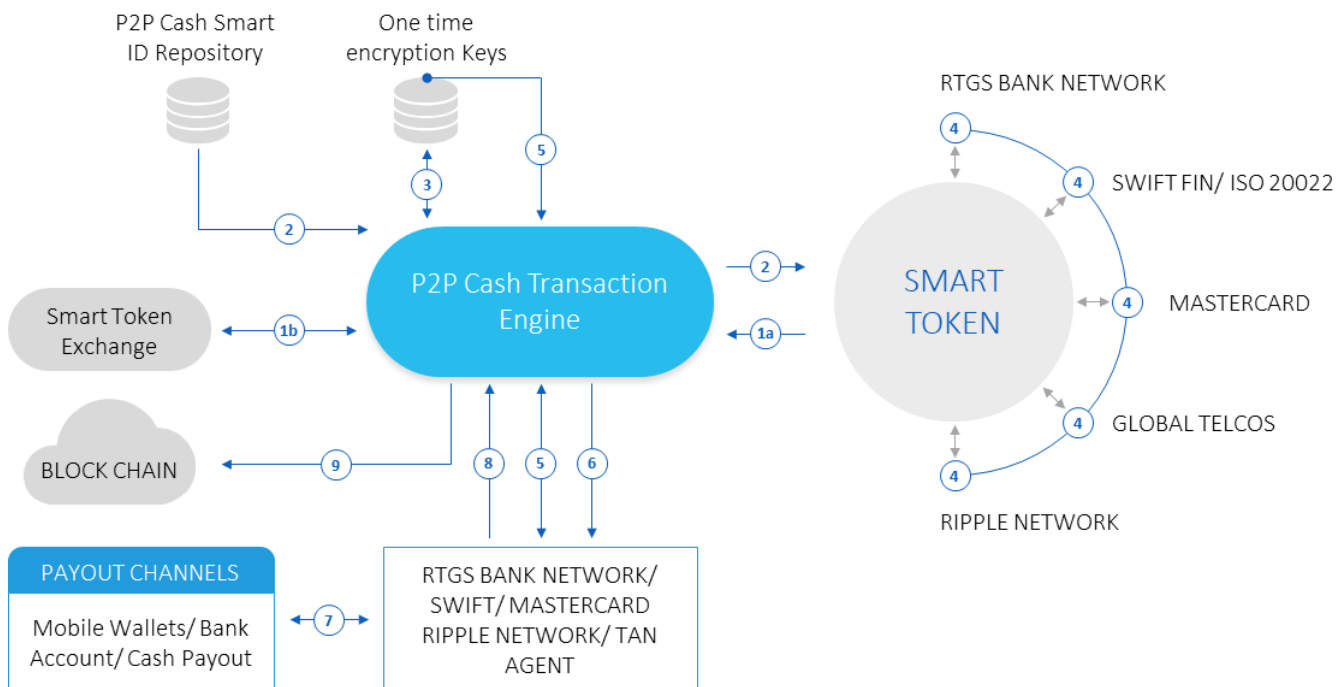 P2P Cash Smart
ID Repository
One time
encryption Keys
RTGS BANK NETWORK
4
5
4
SWIFT FIN/ ISO 20022
3
2
P2P Cash Transaction
Engine
2
SMART
TOKEN
Smart Token
Exchange
1b
1a
4
MASTERCARD
4
GLOBAL TELCOS
BLOCK CHAIN
9
8
5
6
4
RIPPLE NETWORK
PAYOUT CHANNELS
Mobile Wallets/ Bank
Account/ Cash Payout
7
RTGS BANK NETWORK/
SWIFT/ MASTERCARD
RIPPLE NETWORK/ TAN
AGENT